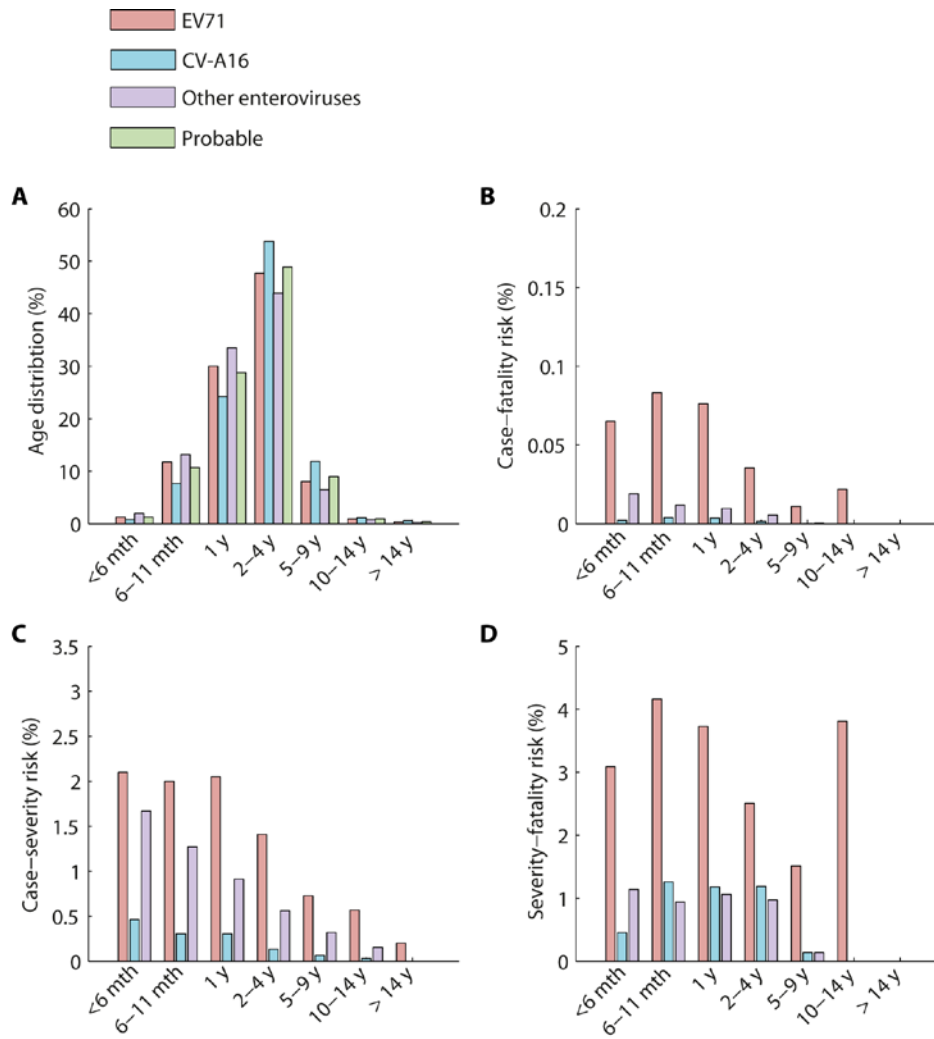 EV71
CV-A16
Other enteroviruses
Probable
A
60
50
40
30
20
10
0
Age distribtion (%)
<6 mth
6–11 mth
1 y
2–4 y
5–9 y
10–14 y
> 14 y
B
0.2
0.15
0.1
0.05
0
Case–fatality risk (%)
<6 mth
6–11 mth
1 y
2–4 y
5–9 y
10–14 y
> 14 y
C
3.5
3
2.5
2
1.5
1
0.5
0
Case–severity risk (%)
<6 mth
6–11 mth
1 y
2–4 y
5–9 y
10–14 y
> 14 y
D
5
4
3
2
1
0
Severity–fatality risk (%)
<6 mth
6–11 mth
1 y
2–4 y
5–9 y
10–14 y
> 14 y